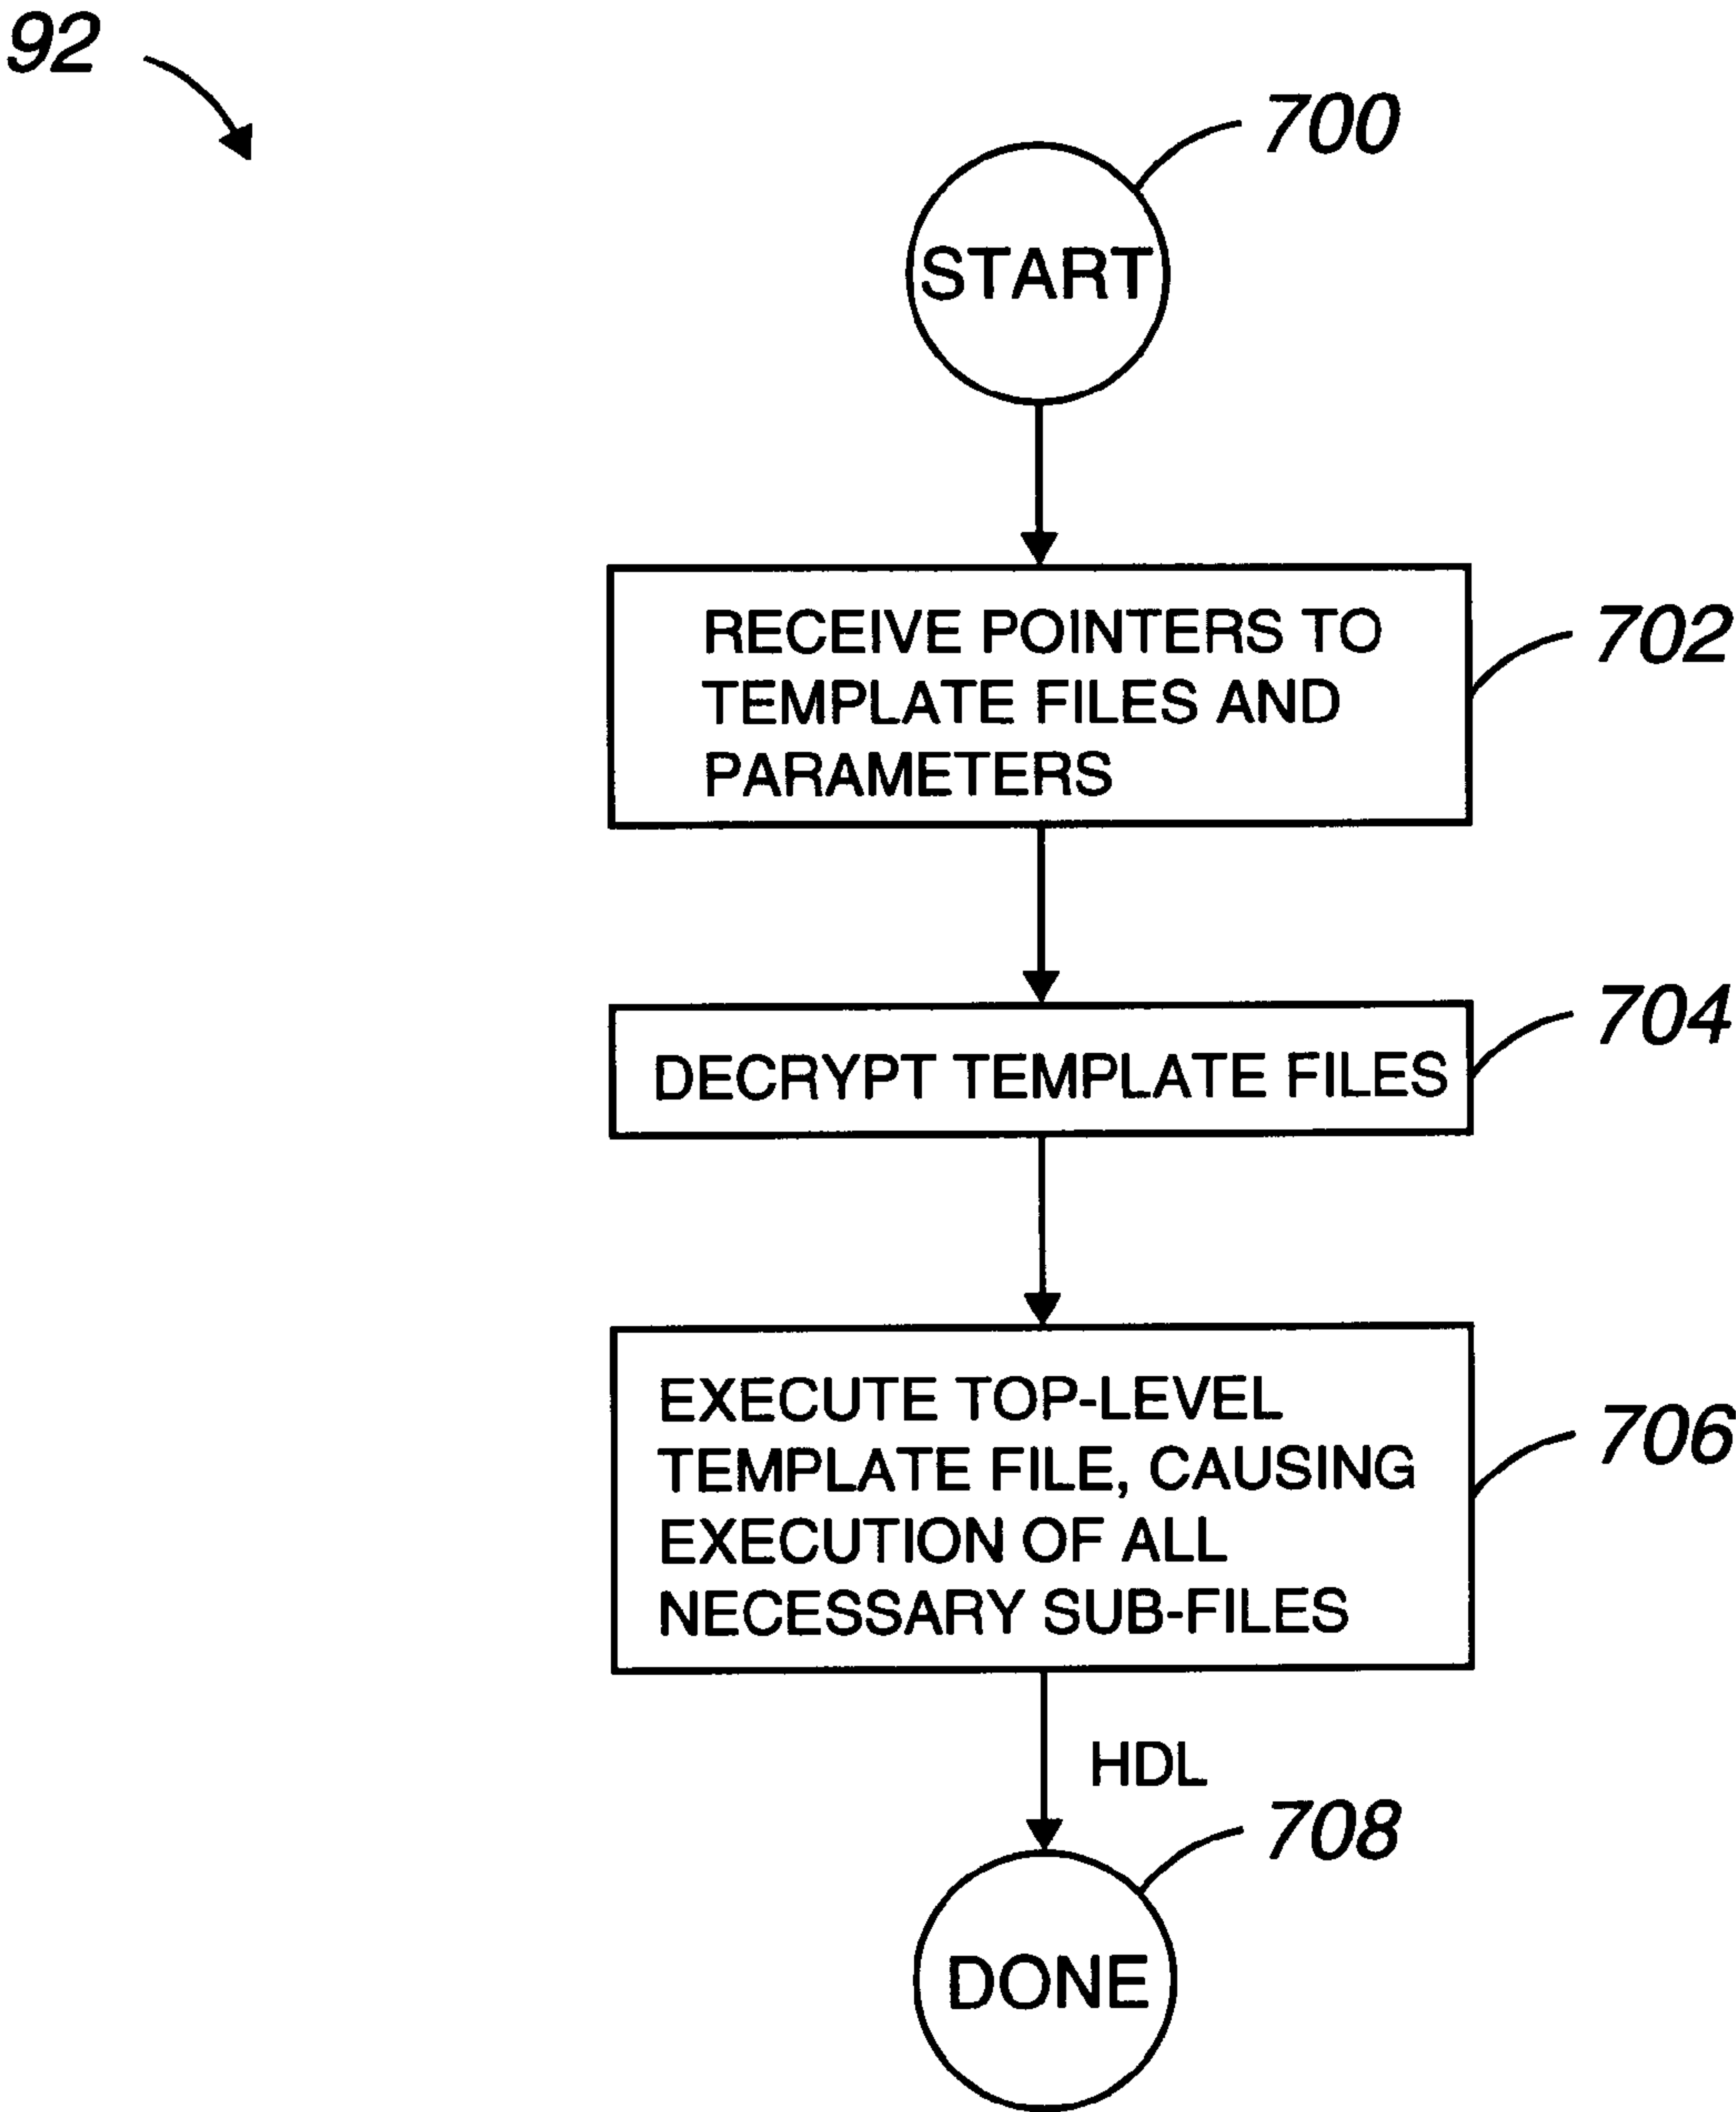 92
700
START
RECEIVE POINTERS TO
TEMPLATE FILES AND
PARAMETERS
702
DECRYPT TEMPLATE FILES
704
EXECUTE TOP-LEVEL
TEMPLATE FILE, CAUSING
EXECUTION OF ALL
NECESSARY SUB-FILES
706
HDL
708
DONE